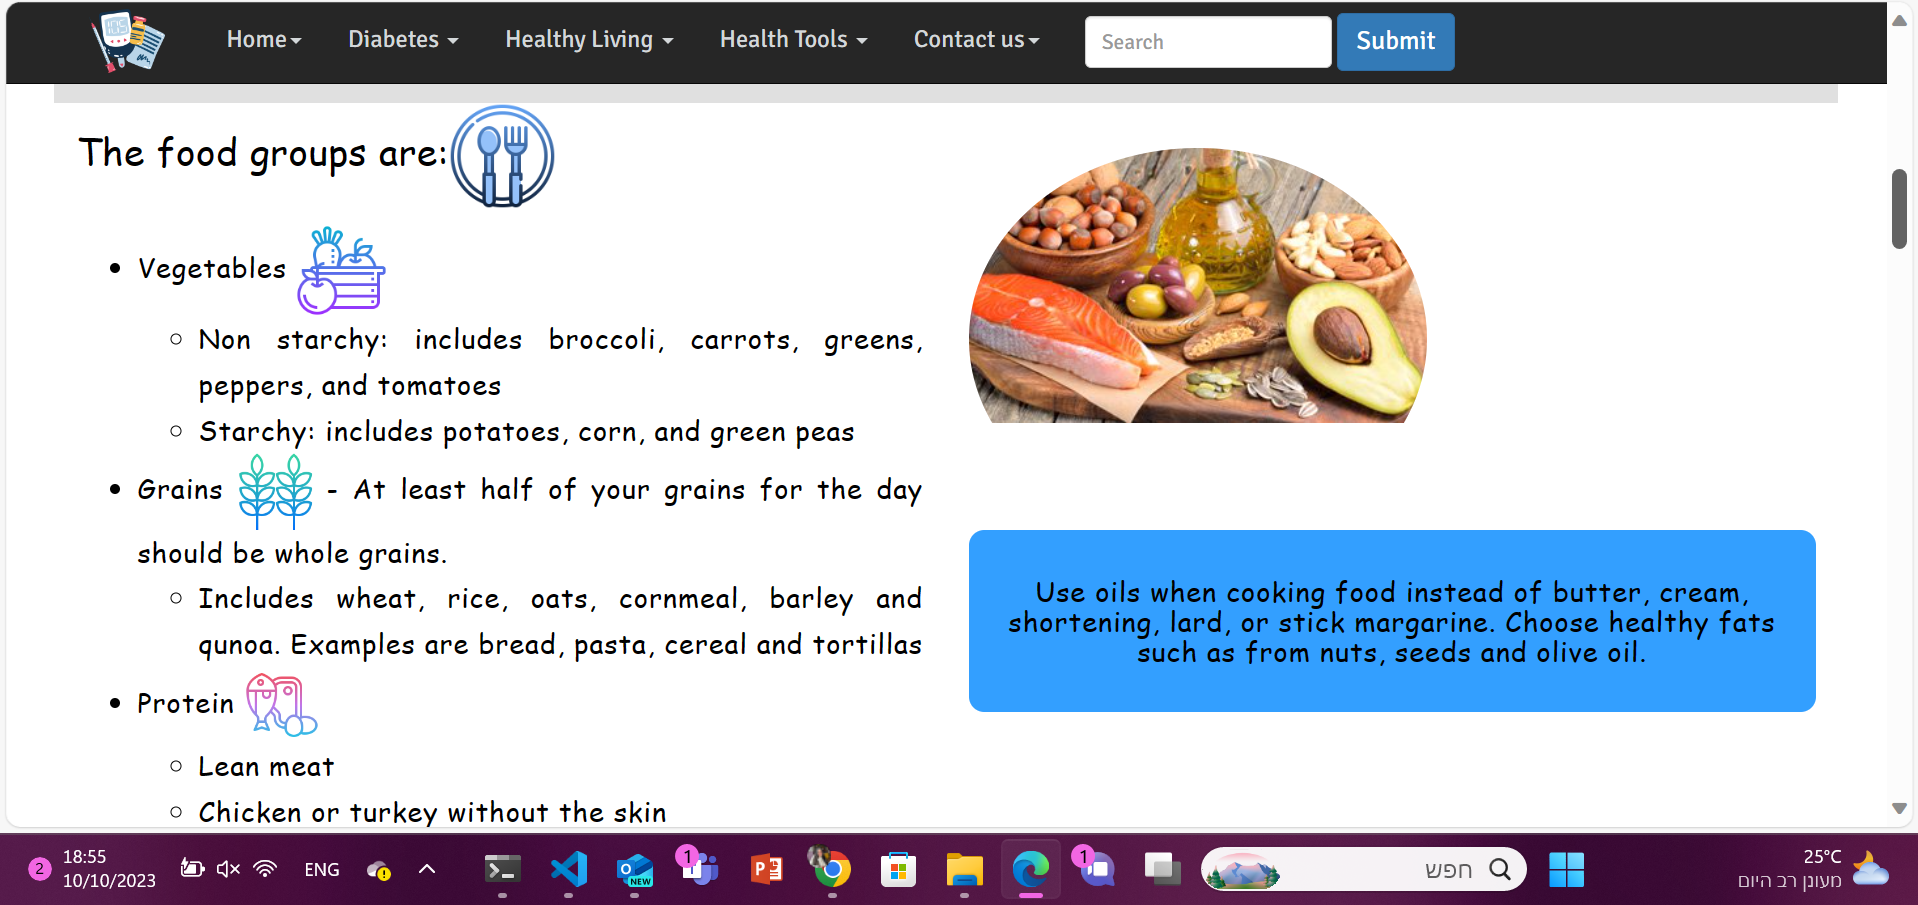 Home
Diabetes
Healthy Living
Health Tools
Contact us
Search
Submit
The food groups are:
Vegetables
Non starchy: includes broccoli, carrots, greens,
peppers, and tomatoes
Starchy: includes potatoes, corn, and green peas
Grains - At least half of your grains for the day
should be whole grains.
Includes wheat, rice, oats, cornmeal, barley and
qunoa. Examples are bread, pasta, cereal and tortillas
Protein
Lean meat
Chicken or turkey without the skin
Use oils when cooking food instead of butter, cream,
shortening, lard, or stick margarine. Choose healthy fats
such as from nuts, seeds and olive oil.
2
18:55
10/10/2023
ENG
NEW
1
1
חפש
25°C
מעונן רב היום